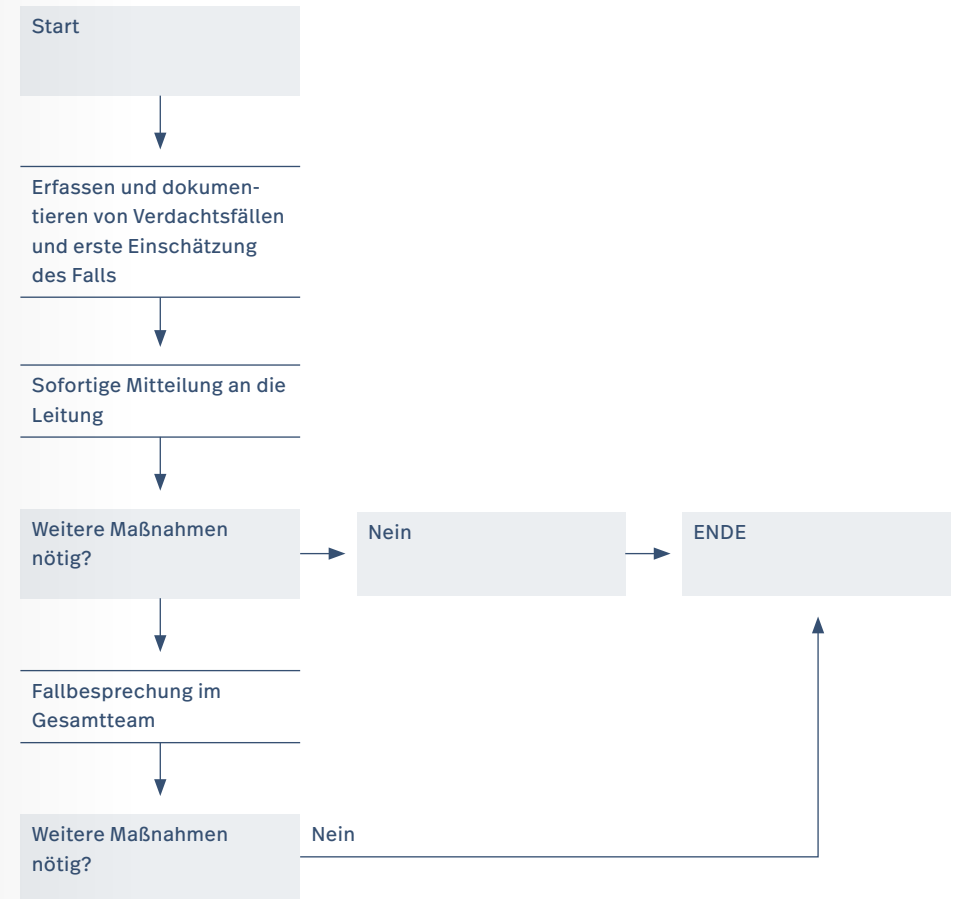 Start
Erfassen und dokumen-
tieren von Verdachtsfällen
und erste Einschätzung
des Falls
Sofortige Mitteilung an die
Leitung
Weitere Maßnahmen
nötig?
Nein
ENDE
Fallbesprechung im
Gesamtteam
Weitere Maßnahmen
nötig?
Nein